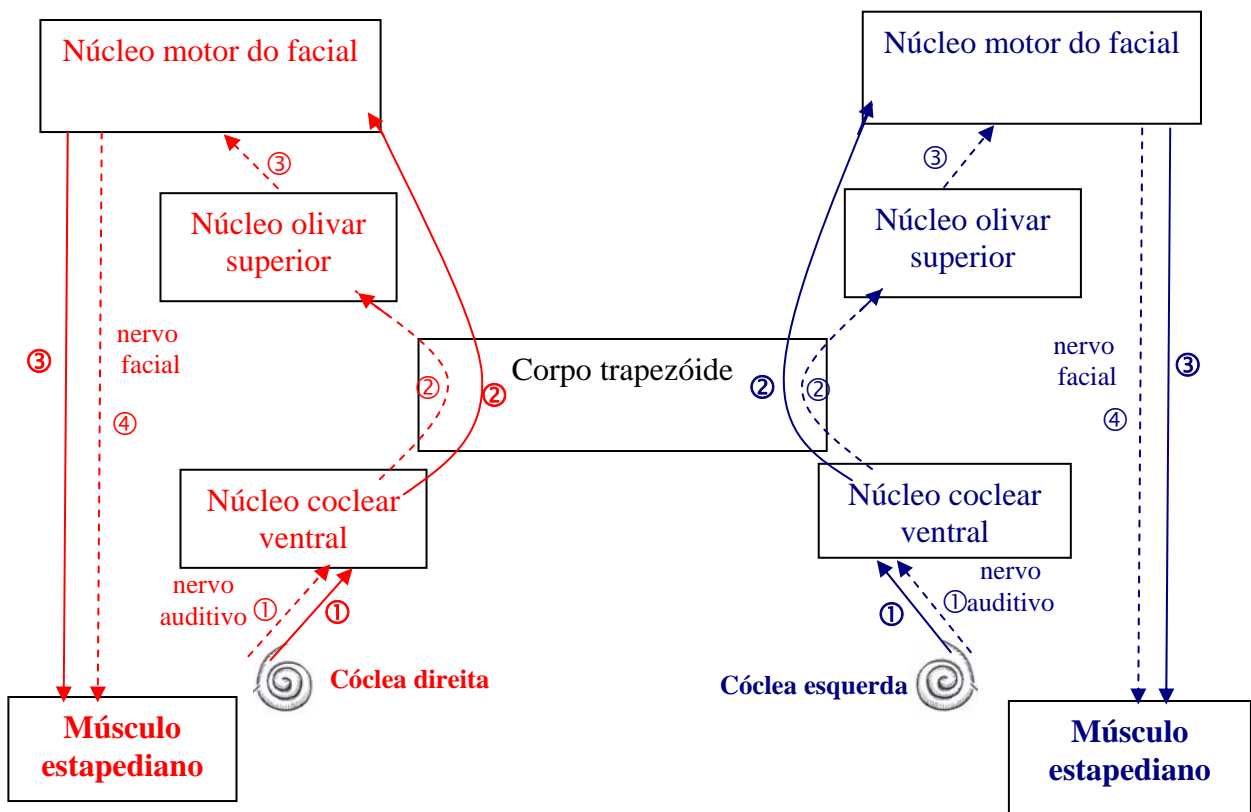 Núcleo motor do facial
Núcleo motor do facial
③
③
Núcleo olivar
superior
Núcleo olivar
superior
nervo
facial
③
④
②
②
Corpo trapezóide
②
②
nervo
facial
③
④
Núcleo coclear
ventral
Núcleo coclear
ventral
nervo
auditivo ①
①
①
nervo
①auditivo
Cóclea direita
Cóclea esquerda
Músculo
estapediano
Músculo
estapediano